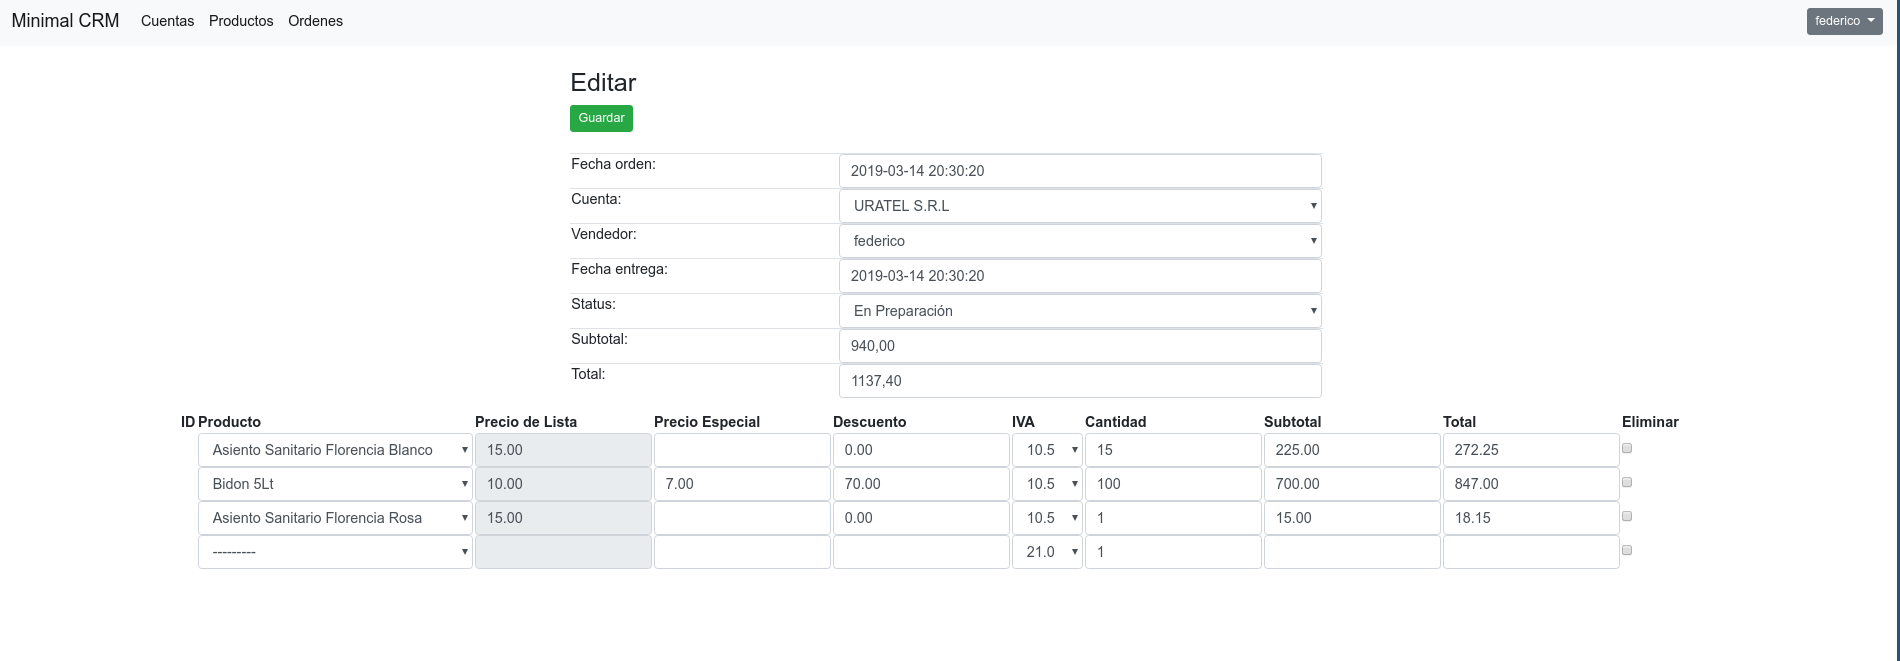 Minimal CRM Cuentas Productos Ordenes federico
Editar
Guardar
Fecha orden: 2019-03-14 20:30:20
Cuenta: URATEL S.R.L
Vendedor: federico
Fecha entrega: 2019-03-14 20:30:20
Status: En Preparación
Subtotal: 940,00
Total: 1137,40
ID Producto Precio de Lista Precio Especial Descuento IVA Cantidad Subtotal Total Eliminar
Asiento Sanitario Florencia Blanco 15.00 0.00 10.5 15 225.00 272.25
Bidon 5Lt 10.00 7.00 70.00 10.5 100 700.00 847.00
Asiento Sanitario Florencia Rosa 15.00 0.00 10.5 1 15.00 18.15
--------- 21.0 1